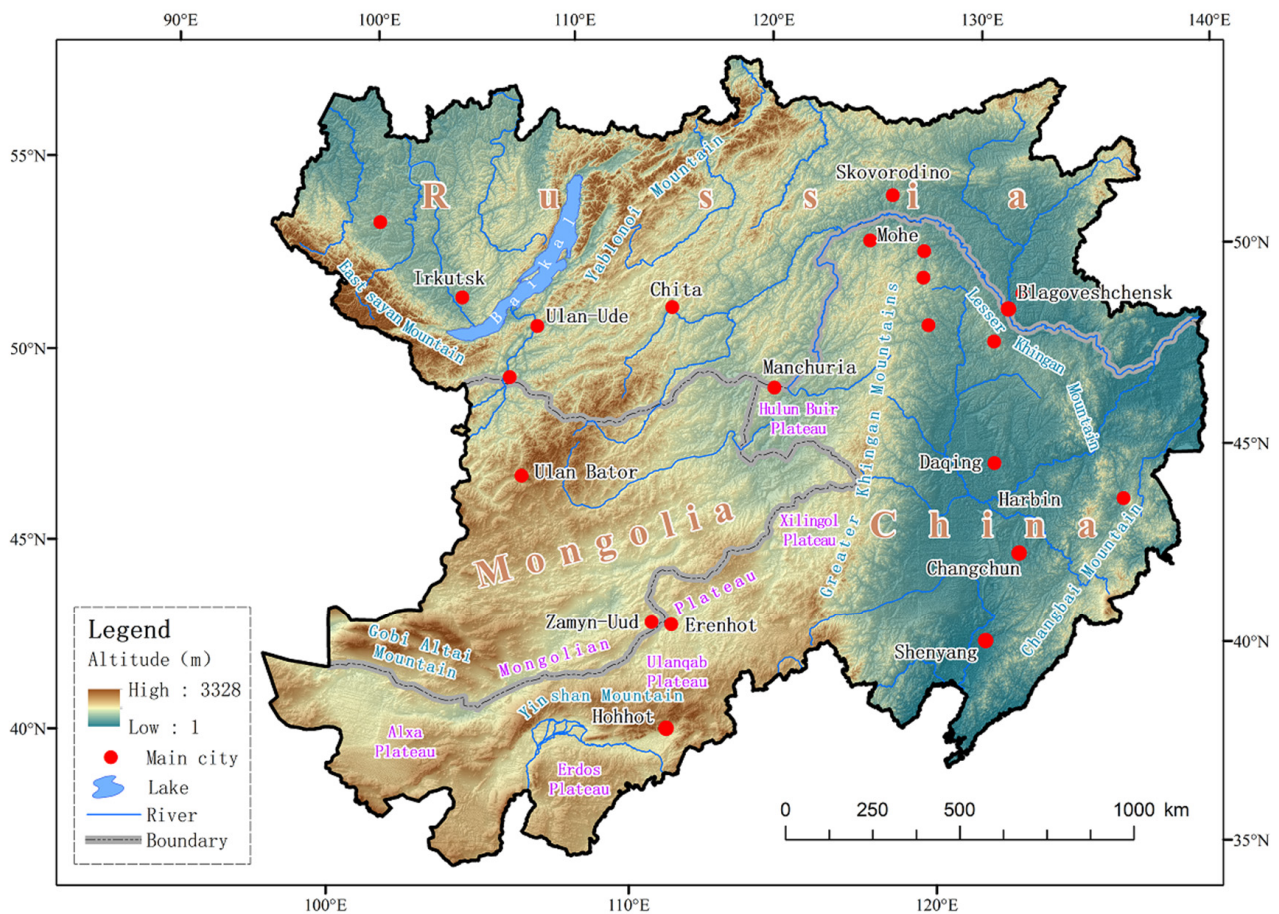 90°E 100°E 110°E 120°E 130°E 140°E
55°N
50°N
45°N
40°N
50°N
45°N
40°N
35°N
100°E 110°E 120°E
Russia
Skovorodino
Mohe
Yablonoi Mountain
Baikal
Irkutsk
East sayan Mountain
Ulan-Ude
Chita
Blagoveshchensk
Lesser Khingan Mountain
Manchuria
Hulun Buir
Plateau
Greater Khingan Mountains
Ulan Bator
Daqing
Harbin
Mongolia
Xilingol
Plateau
China
Changchun
Changbai Mountain
Zamyn-Uud
Erenhot
Mongolian Plateau
Shenyang
Gobi Altai
Mountain
Ulanqab
Plateau
Yinshan Mountain
Hohhot
Alxa
Plateau
Erdos
Plateau
Legend
Altitude (m)
High : 3328
Low : 1
Main city
Lake
River
Boundary
0 250 500 1000 km